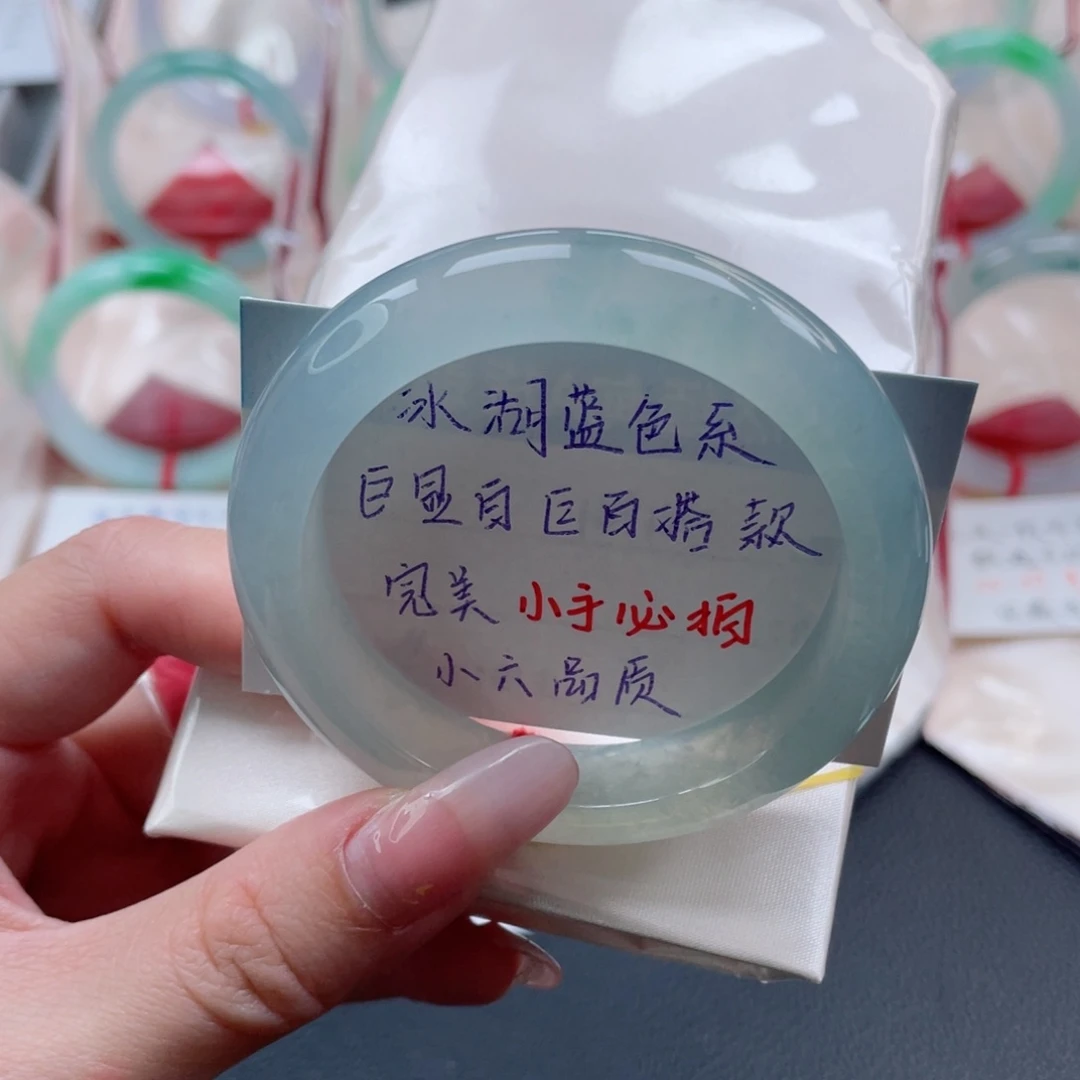 冰湖蓝色系
巨显白巨百搭款
完美 小手必拍
小六品质